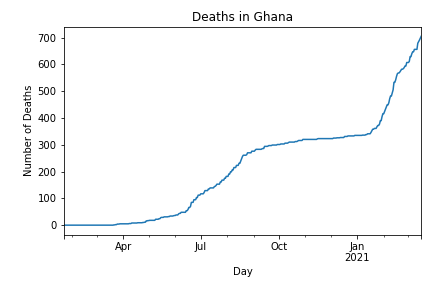 Deaths in Ghana
700
600
500
400
300
200
100
0
Number of Deaths
Apr
Jul
Oct
Jan
2021
Day